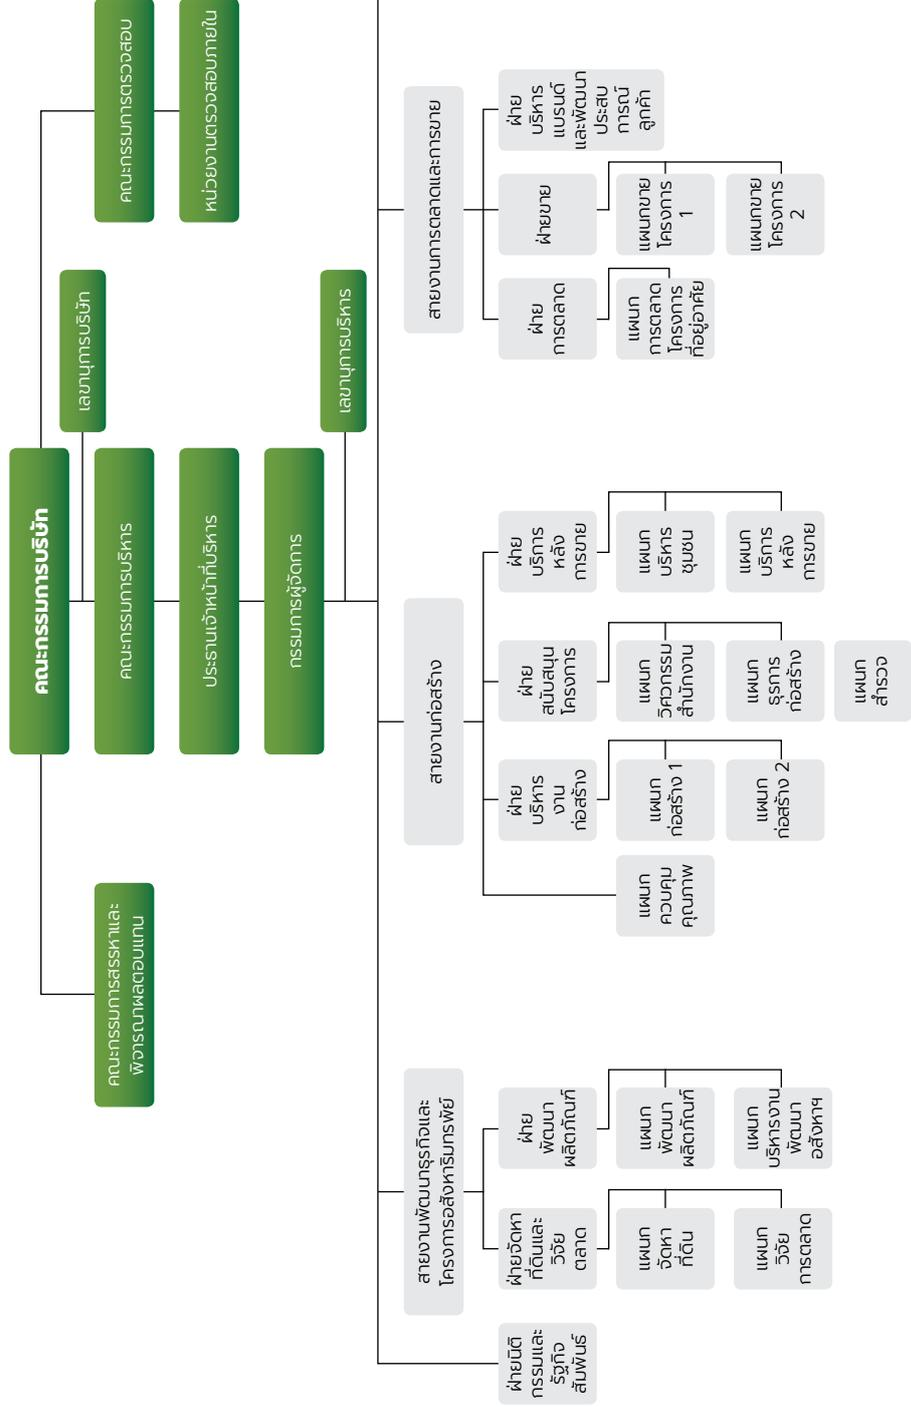 คณะกรรมการบริษัท
คณะกรรมการสรรหาและ
พิจารณาผลตอบแทน
เลขานุการบริษัท
คณะกรรมการตรวจสอบ
หน่วยงานตรวจสอบภายใน
คณะกรรมการบริหาร
ประธานเจ้าหน้าที่บริหาร
กรรมการผู้จัดการ
เลขานุการบริหาร
ฝ่ายนิติ
กรรมและ
รัฐกิจ
สัมพันธ์
สายงานพัฒนาธุรกิจและ
โครงการอสังหาริมทรัพย์
ฝ่ายจัดหา
ที่ดินและ
วิจัย
ตลาด
แผนก
จัดหา
ที่ดิน
แผนก
วิจัย
การตลาด
ฝ่าย
พัฒนา
ผลิตภัณฑ์
แผนก
พัฒนา
ผลิตภัณฑ์
แผนก
บริหารงาน
พัฒนา
อสังหาฯ
สายงานก่อสร้าง
แผนก
ควบคุม
คุณภาพ
ฝ่าย
บริหาร
งาน
ก่อสร้าง
แผนก
ก่อสร้าง 1
แผนก
ก่อสร้าง 2
ฝ่าย
สนับสนุน
โครงการ
แผนก
วิศวกรรม
สำนักงาน
แผนก
ธุรการ
ก่อสร้าง
แผนก
สำรวจ
ฝ่าย
บริการ
หลัง
การขาย
แผนก
บริหาร
ชุมชน
แผนก
บริการ
หลัง
การขาย
สายงานการตลาดและการขาย
ฝ่าย
การตลาด
แผนก
การตลาด
โครงการ
ที่อยู่อาศัย
ฝ่ายขาย
แผนกขาย
โครงการ
1
แผนกขาย
โครงการ
2
ฝ่าย
บริหาร
แบรนด์
และพัฒนา
ประสบ
การณ์
ลูกค้า